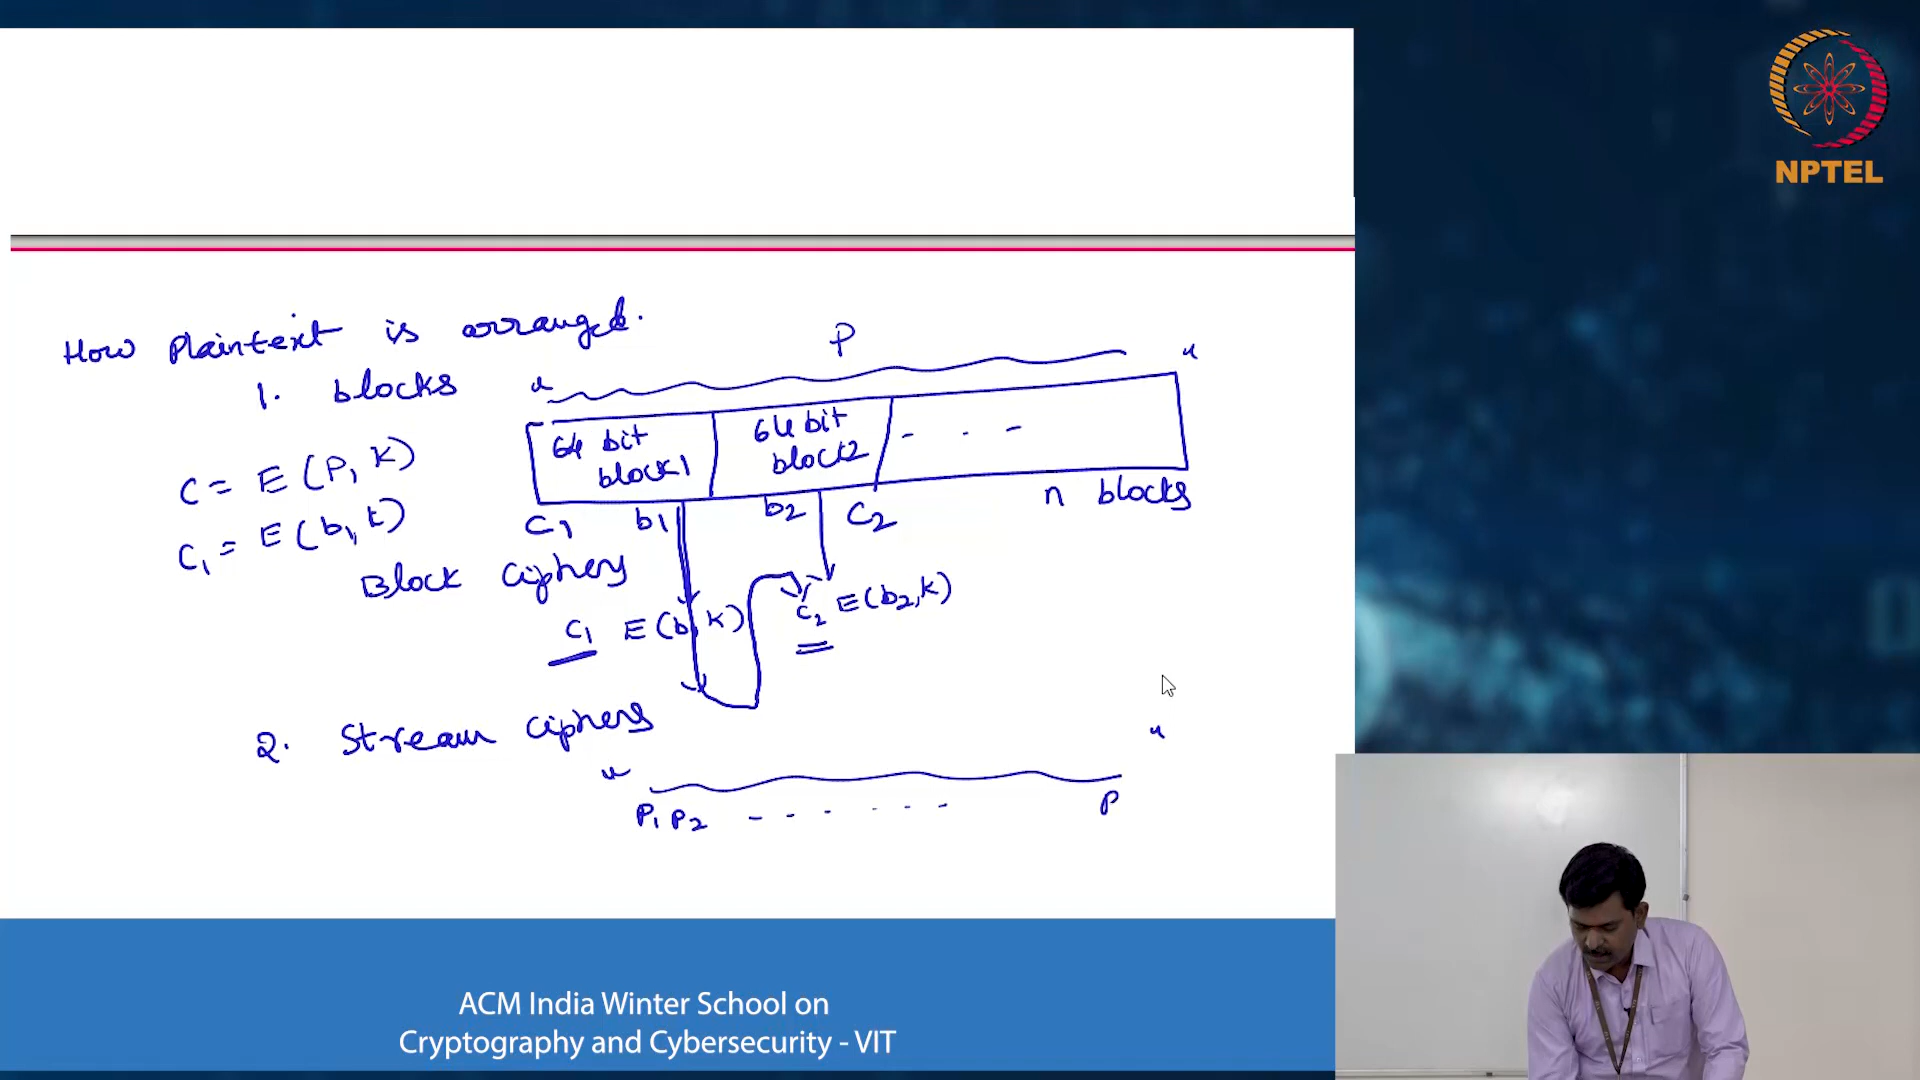 NPTEL
How Plaintext is arranged.
P
1. blocks
64 bit block1
64 bit block2
- . -
C = E (P, K)
C1 = E (b1, k)
C1 b1 b2 C2
n blocks
Block Ciphers
C1 E (b, K)
C2 E(b2, K)
2. Stream Ciphers
P1 P2 - - - . - - P
ACM India Winter School on
Cryptography and Cybersecurity - VIT